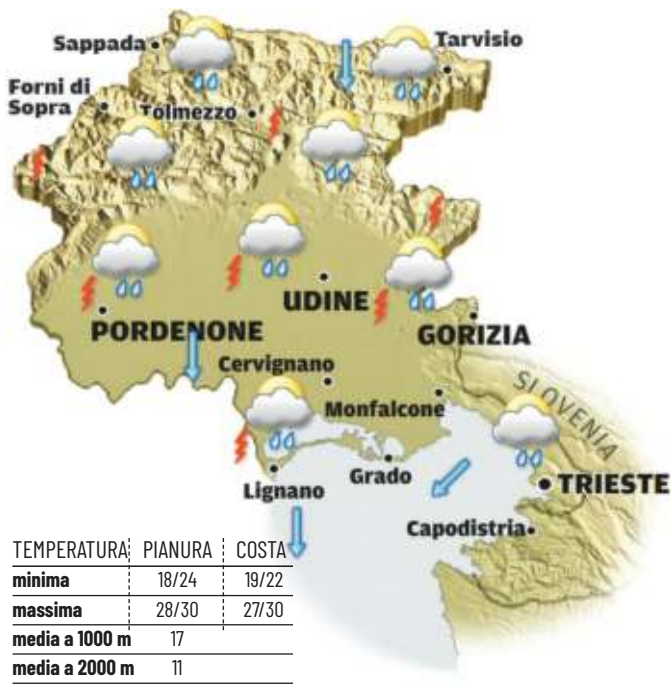 Sappada
Tarvisio
Forni di
Sopra
Tolmezzo
UDINE
PORDENONE
GORIZIA
Cervignano
SLOVENIA
Monfalcone
Grado
TRIESTE
Lignano
Capodistria
TEMPERATURA PIANURA COSTA
minima 18/24 19/22
massima 28/30 27/30
media a 1000 m 17
media a 2000 m 11